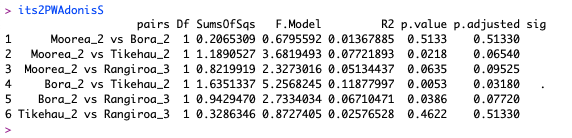 > its2PWAdonisS
pairs Df SumsOfSqs F.Model R2 p.value p.adjusted sig
1 Moorea_2 vs Bora_2 1 0.2065309 0.6795592 0.01367885 0.5133 0.51330
2 Moorea_2 vs Tikehau_2 1 1.1890527 3.6819493 0.07721893 0.0218 0.06540
3 Moorea_2 vs Rangiroa_3 1 0.8219919 2.3273016 0.05134437 0.0635 0.09525
4 Bora_2 vs Tikehau_2 1 1.6351337 5.2568245 0.11877997 0.0053 0.03180 .
5 Bora_2 vs Rangiroa_3 1 0.9429470 2.7334034 0.06710471 0.0386 0.07720
6 Tikehau_2 vs Rangiroa_3 1 0.3286346 0.8727405 0.02576528 0.4622 0.51330
>